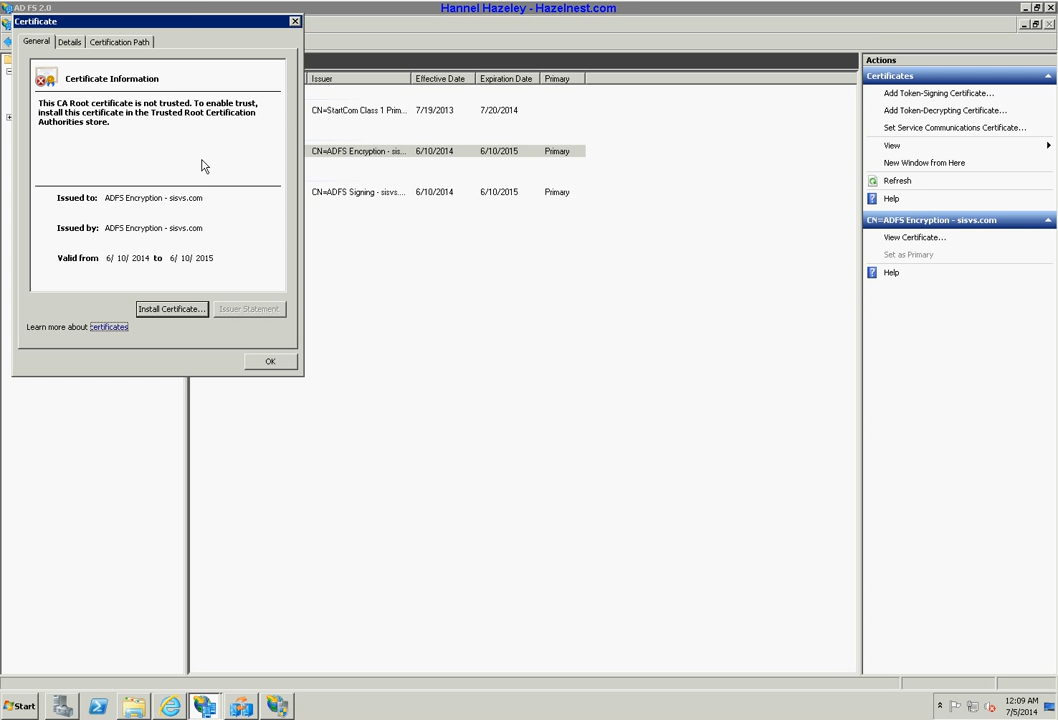 Hannel Hazeley - Hazelnest.com
AD FS 2.0
Certificate
General
Details
Certification Path
Certificate Information
This CA Root certificate is not trusted. To enable trust,
install this certificate in the Trusted Root Certification
Authorities store.
Issued to: ADFS Encryption - sisvs.com
Issued by: ADFS Encryption - sisvs.com
Valid from 6/ 10/ 2014 to 6/ 10/ 2015
Install Certificate...
Issuer Statement
Learn more about certificates
OK
Issuer Effective Date Expiration Date Primary
CN=StartCom Class 1 Prim... 7/19/2013 7/20/2014
CN=ADFS Encryption - sis... 6/10/2014 6/10/2015 Primary
CN=ADFS Signing - sisvs.... 6/10/2014 6/10/2015 Primary
Actions
Certificates
Add Token-Signing Certificate...
Add Token-Decrypting Certificate...
Set Service Communications Certificate...
View
New Window from Here
Refresh
Help
CN=ADFS Encryption - sisvs.com
View Certificate...
Set as Primary
Help
Start
12:09 AM
7/5/2014